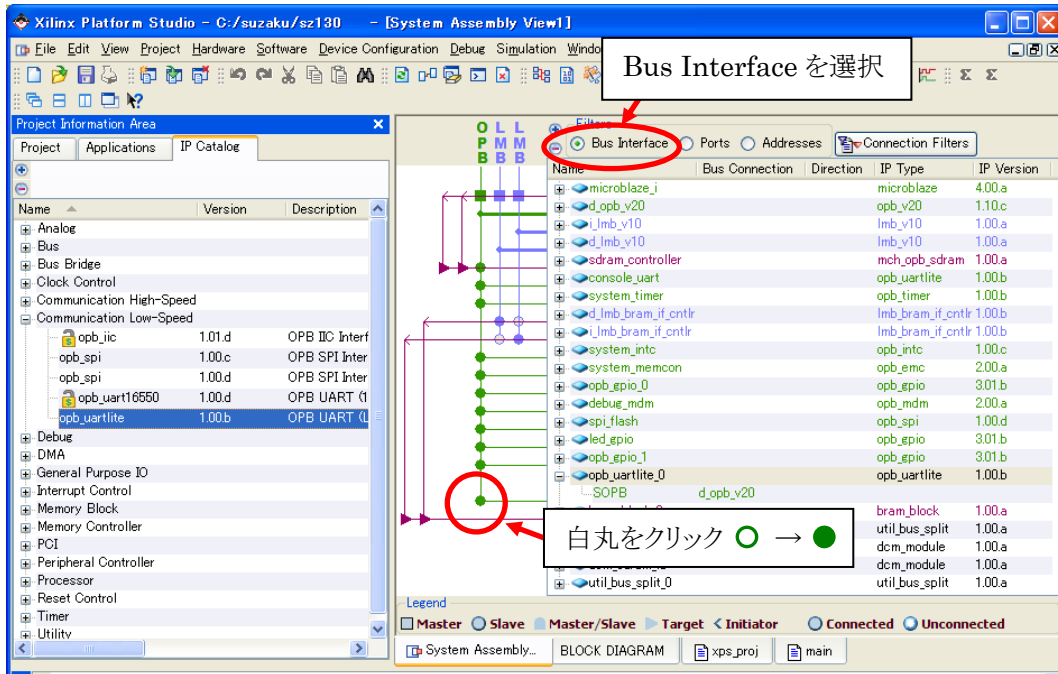 Xilinx Platform Studio - C:/suzaku/sz130 - [System Assembly View1]
File Edit View Project Hardware Software Device Configuration Debug Simulation Windo
Bus Interface を選択
Project Information Area
Project Applications IP Catalog
Name Version Description
Analog
Bus
Bus Bridge
Clock Control
Communication High-Speed
Communication Low-Speed
opb_iic 1.01.d OPB IIC Interf
opb_spi 1.00.c OPB SPI Inter
opb_spi 1.00.d OPB SPI Inter
opb_uart16550 1.00.d OPB UART (1
opb_uartlite 1.00.b OPB UART (L
Debug
DMA
General Purpose IO
Interrupt Control
Memory Block
Memory Controller
PCI
Peripheral Controller
Processor
Reset Control
Timer
Utility
OPB LMB LMB
Filters
Bus Interface Ports Addresses Connection Filters
Name Bus Connection Direction IP Type IP Version
microblaze_i microblaze 4.00.a
d_opb_v20 opb_v20 1.10.c
i_lmb_v10 lmb_v10 1.00.a
d_lmb_v10 lmb_v10 1.00.a
sdram_controller mch_opb_sdram 1.00.a
console_uart opb_uartlite 1.00.b
system_timer opb_timer 1.00.b
d_lmb_bram_if_cntlr lmb_bram_if_cntlr 1.00.b
i_lmb_bram_if_cntlr lmb_bram_if_cntlr 1.00.b
system_intc opb_intc 1.00.c
system_memcon opb_emc 2.00.a
opb_gpio_0 opb_gpio 3.01.b
debug_mdm opb_mdm 2.00.a
spi_flash opb_spi 1.00.d
led_gpio opb_gpio 3.01.b
opb_gpio_1 opb_gpio 3.01.b
opb_uartlite_0 opb_uartlite 1.00.b
SOPB d_opb_v20
bram_block 1.00.a
util_bus_split 1.00.a
dcm_module 1.00.a
dcm_module 1.00.a
util_bus_split_0 util_bus_split 1.00.a
白丸をクリック ○ → ●
Legend
Master Slave Master/Slave Target Initiator Connected Unconnected
System Assembly... BLOCK DIAGRAM xps_proj main